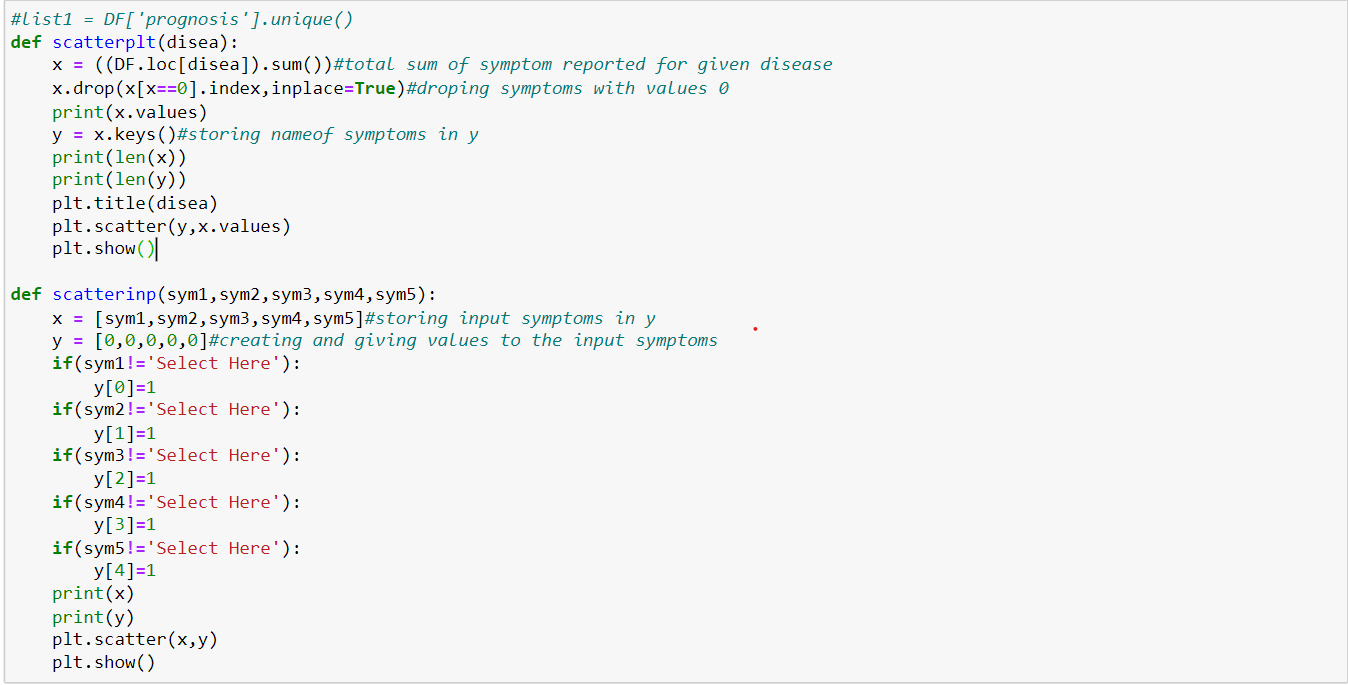 #list1 = DF['prognosis'].unique()
def scatterplt(disea):
    x = ((DF.loc[disea]).sum())#total sum of symptom reported for given disease
    x.drop(x[x==0].index,inplace=True)#droping symptoms with values 0
    print(x.values)
    y = x.keys()#storing nameof symptoms in y
    print(len(x))
    print(len(y))
    plt.title(disea)
    plt.scatter(y,x.values)
    plt.show()
def scatterinp(sym1,sym2,sym3,sym4,sym5):
    x = [sym1,sym2,sym3,sym4,sym5]#storing input symptoms in y
    y = [0,0,0,0,0]#creating and giving values to the input symptoms
    if(sym1!='Select Here'):
        y[0]=1
    if(sym2!='Select Here'):
        y[1]=1
    if(sym3!='Select Here'):
        y[2]=1
    if(sym4!='Select Here'):
        y[3]=1
    if(sym5!='Select Here'):
        y[4]=1
    print(x)
    print(y)
    plt.scatter(x,y)
    plt.show()